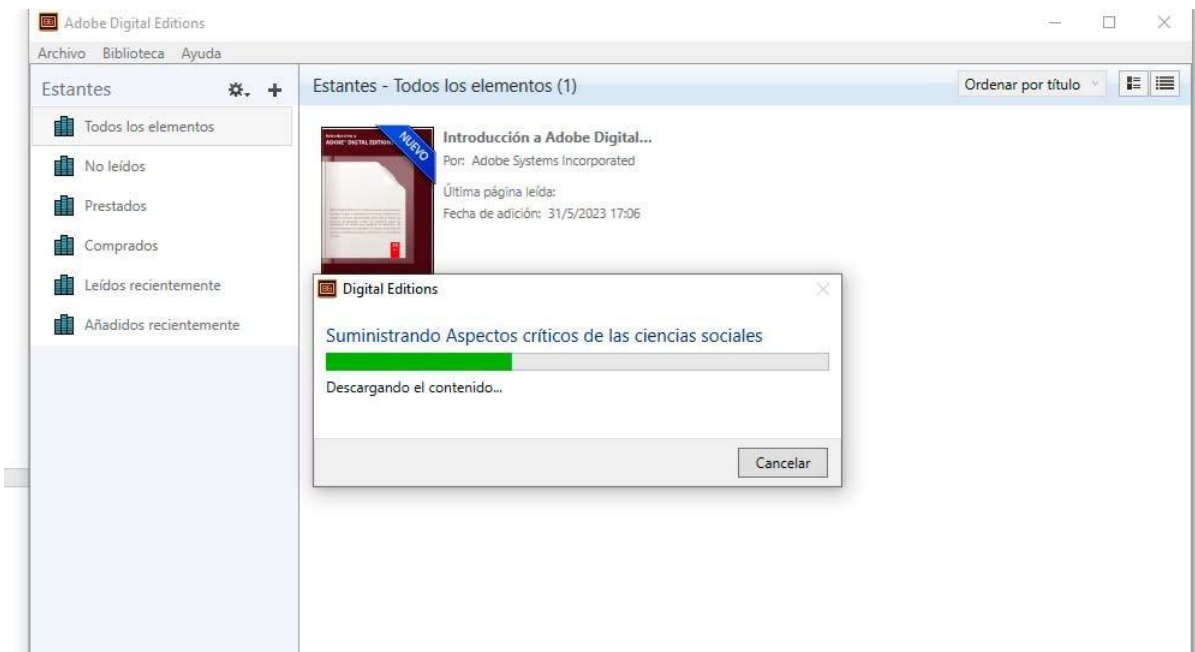 Adobe Digital Editions
Archivo Biblioteca Ayuda
Estantes
Todos los elementos
No leídos
Prestados
Comprados
Leídos recientemente
Añadidos recientemente
Estantes - Todos los elementos (1)
Ordenar por título
NUEVO
Introducción a Adobe Digital...
Por: Adobe Systems Incorporated
Última página leída:
Fecha de adición: 31/5/2023 17:06
Digital Editions
Suministrando Aspectos críticos de las ciencias sociales
Descargando el contenido...
Cancelar